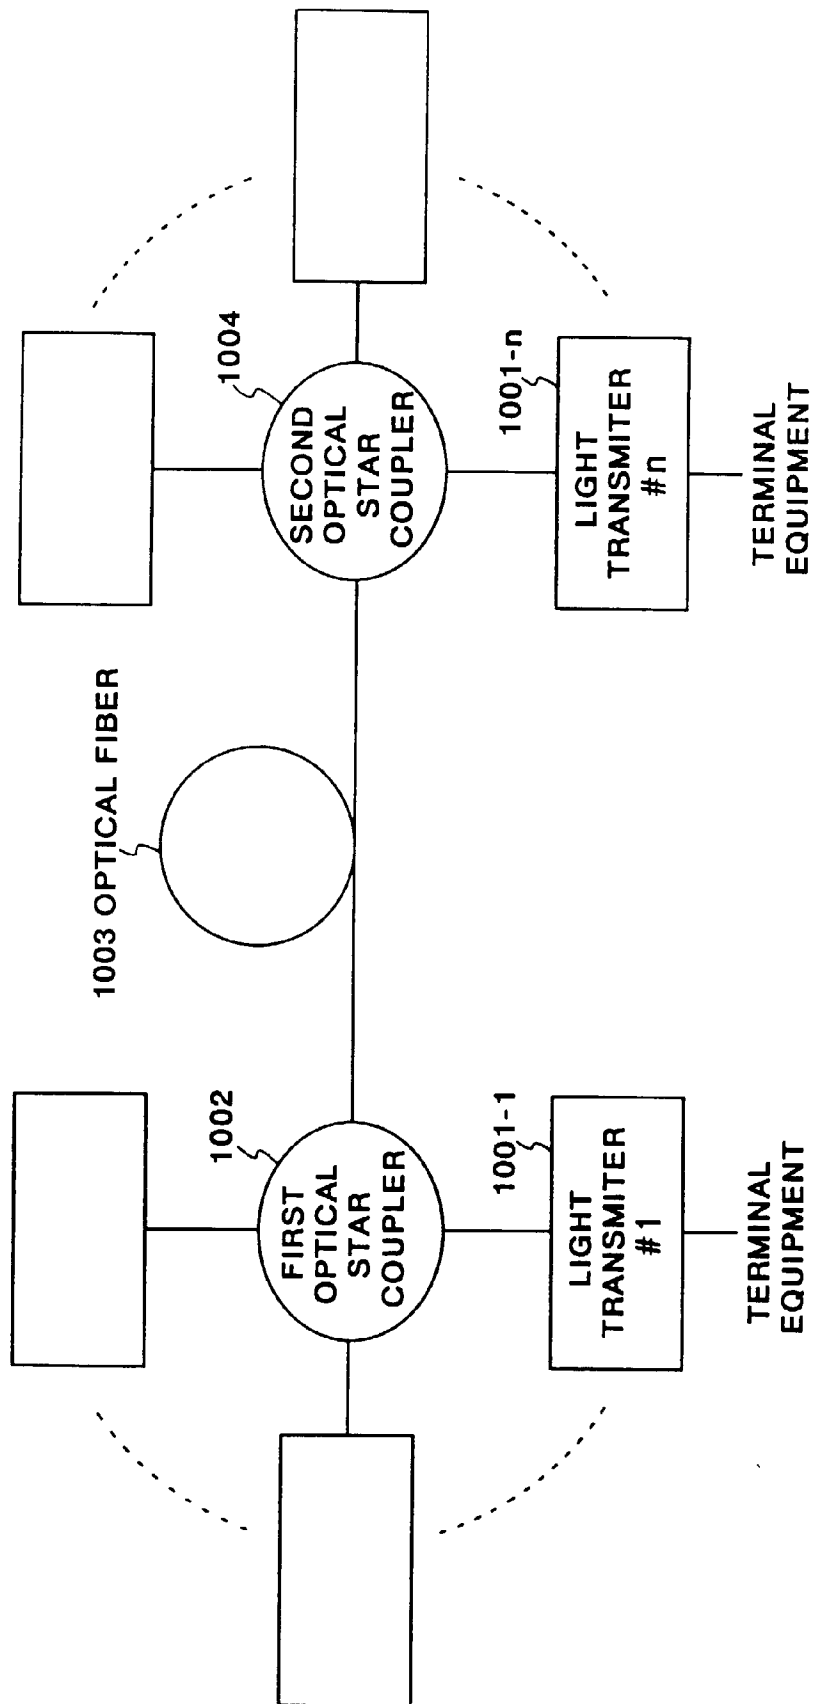 1003 OPTICAL FIBER
1002
1004
FIRST
OPTICAL
STAR
COUPLER
SECOND
OPTICAL
STAR
COUPLER
1001-1
1001-n
LIGHT
TRANSMITER
#1
LIGHT
TRANSMITER
#n
TERMINAL
EQUIPMENT
TERMINAL
EQUIPMENT